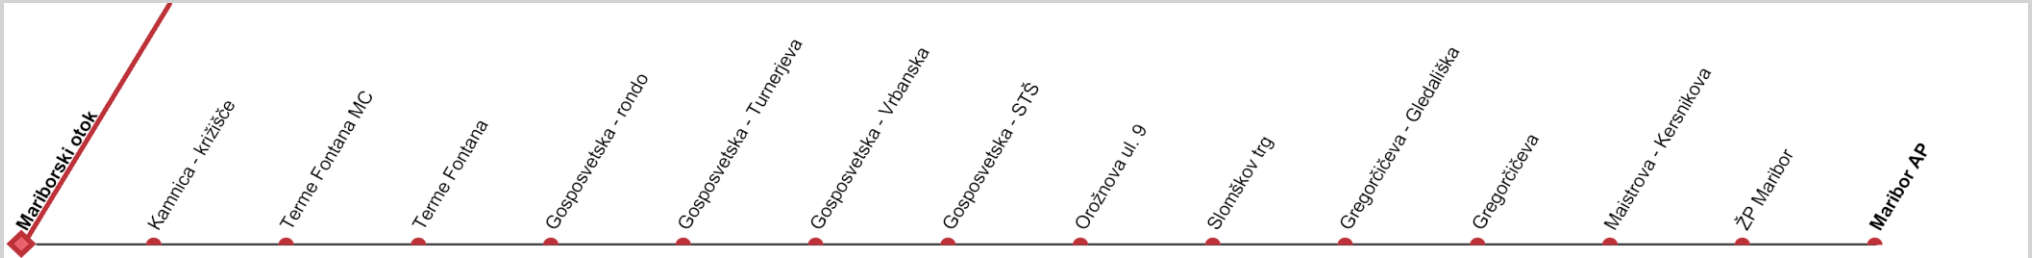 Mariborski otok
Kamnica - križišče
Terme Fontana MC
Terme Fontana
Gosposvetska - rondo
Gosposvetska - Turnerjeva
Gosposvetska - Vrbanska
Gosposvetska - STŠ
Orožnova ul. 9
Slomškov trg
Gregorčičeva - Gledališka
Gregorčičeva
Maistrova - Kersnikova
ŽP Maribor
Maribor AP